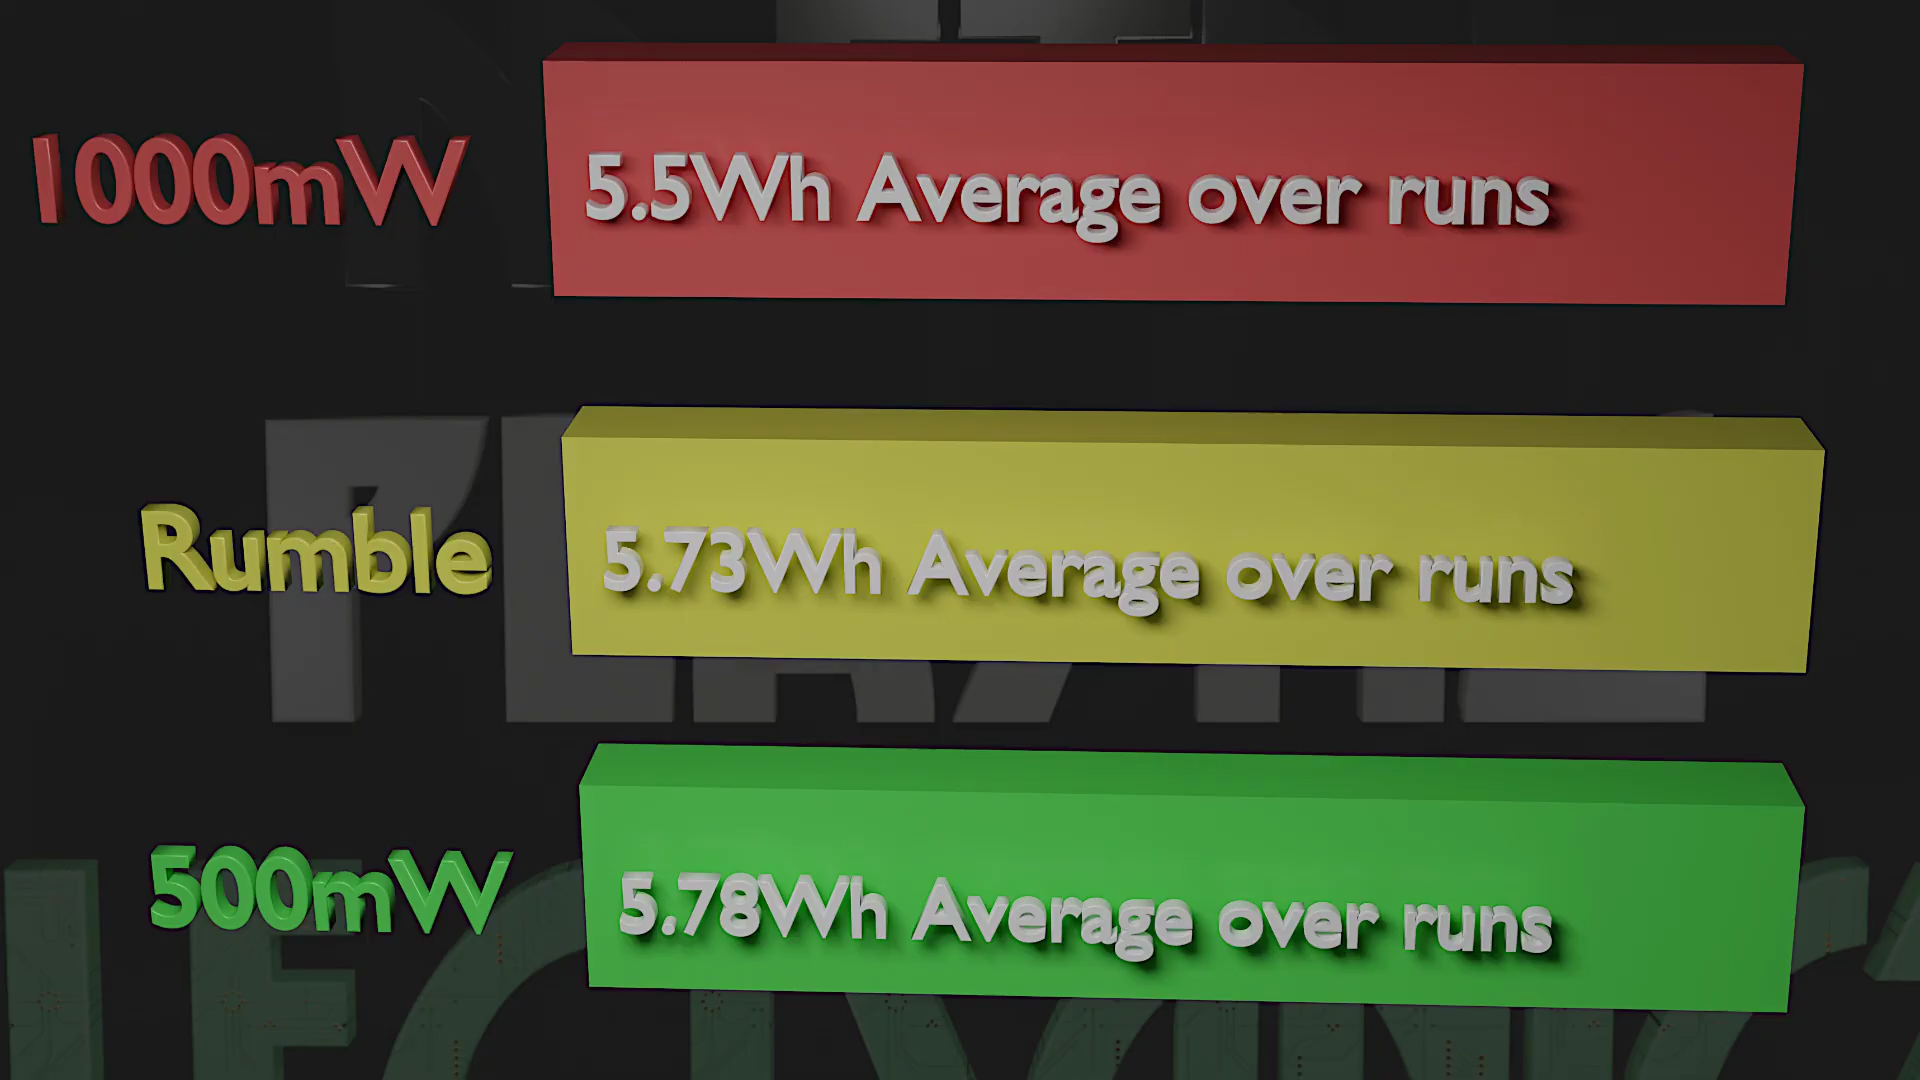 1000mW
5.5Wh Average over runs
Rumble
5.73Wh Average over runs
500mW
5.78Wh Average over runs